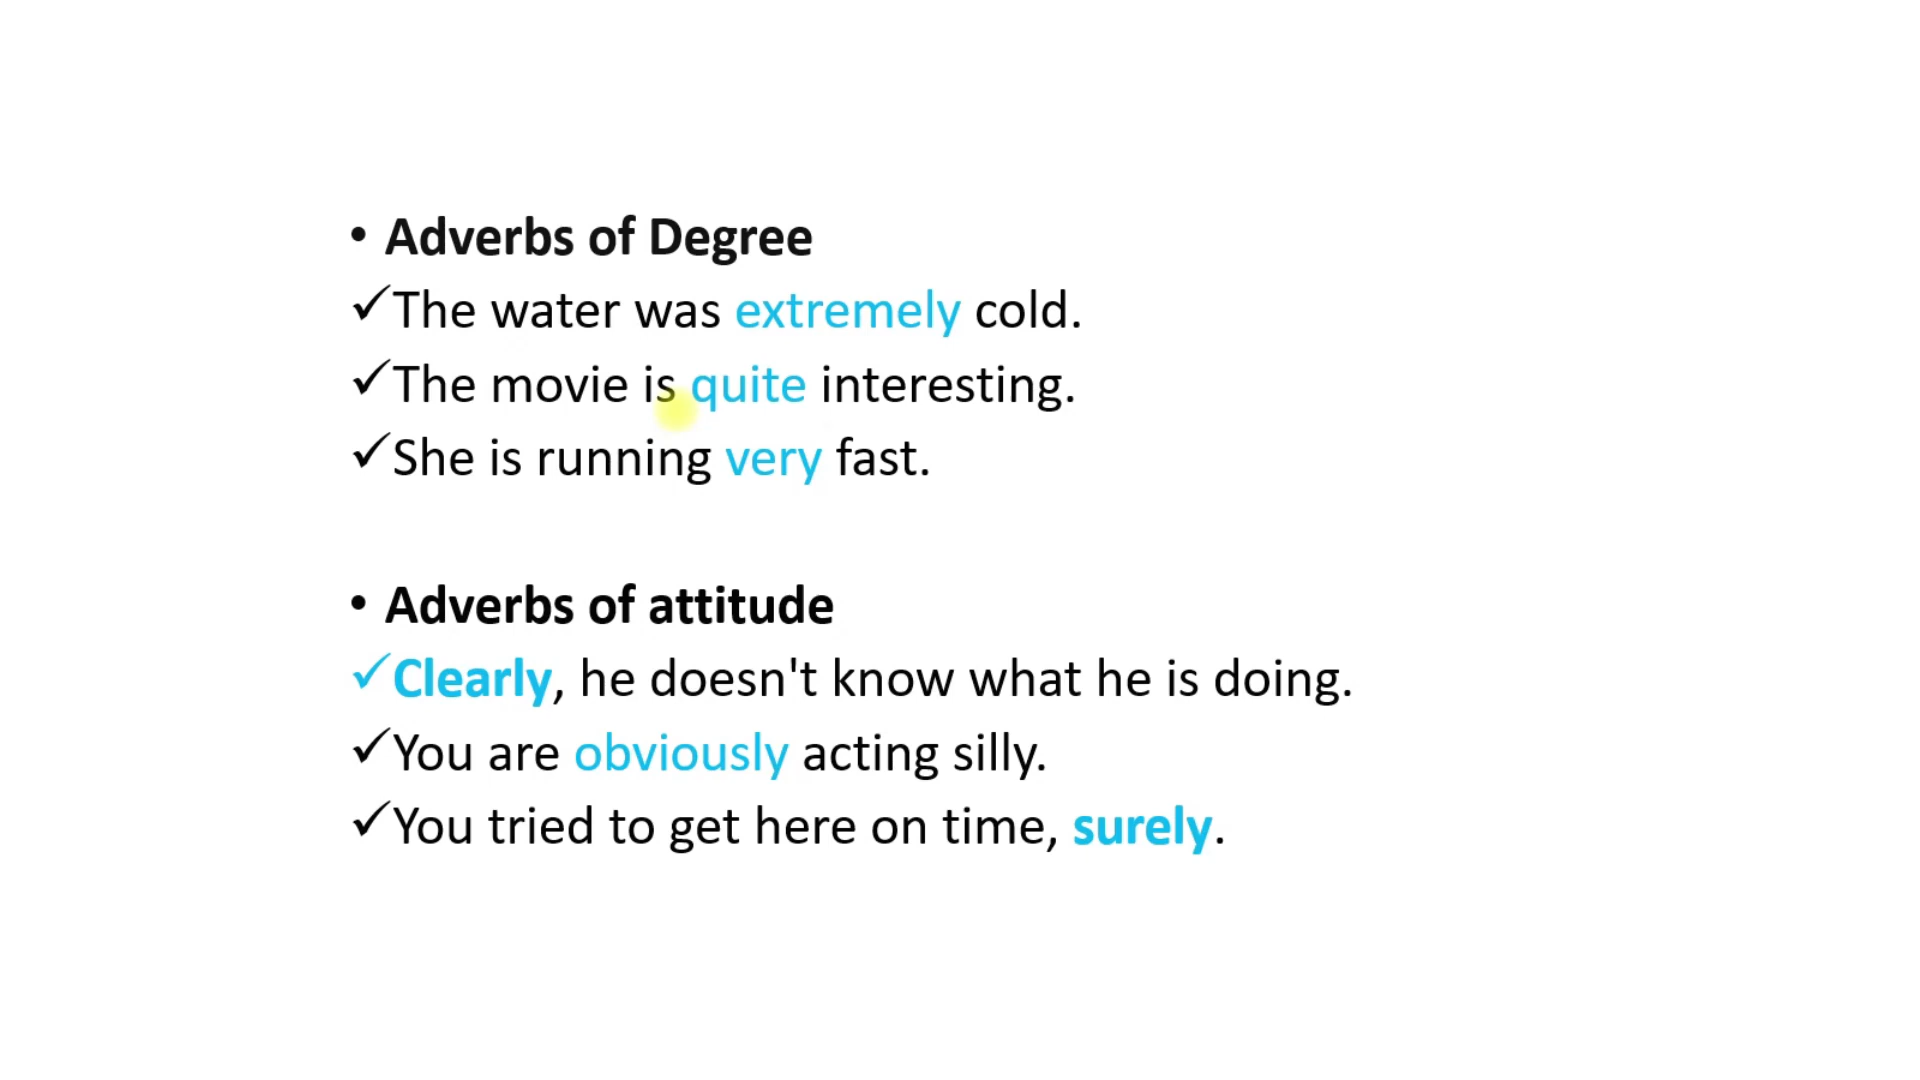 • Adverbs of Degree
✓The water was extremely cold.
✓The movie is quite interesting.
✓She is running very fast.
• Adverbs of attitude
✓Clearly, he doesn't know what he is doing.
✓You are obviously acting silly.
✓You tried to get here on time, surely.